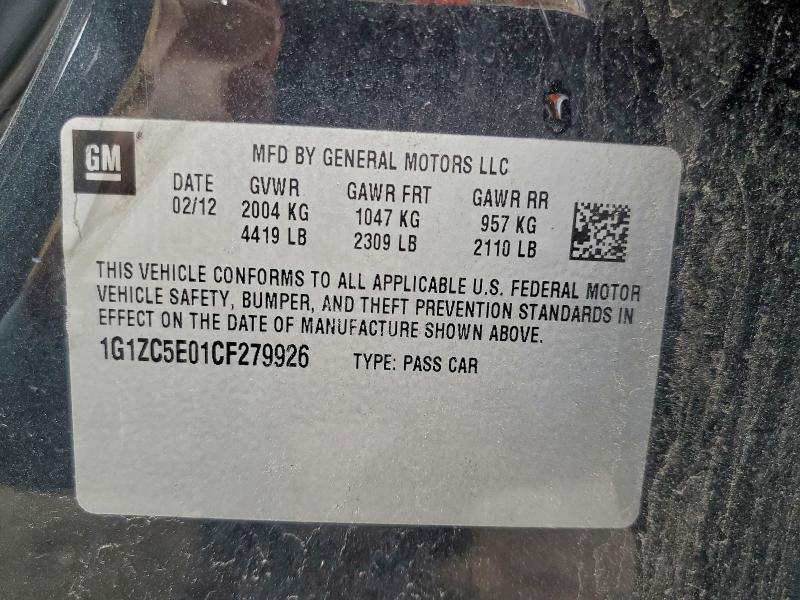 GM
MFD BY GENERAL MOTORS LLC
DATE GVWR GAWR FRT GAWR RR
02/12 2004 KG 1047 KG 957 KG
4419 LB 2309 LB 2110 LB
THIS VEHICLE CONFORMS TO ALL APPLICABLE U.S. FEDERAL MOTOR
VEHICLE SAFETY, BUMPER, AND THEFT PREVENTION STANDARDS IN
EFFECT ON THE DATE OF MANUFACTURE SHOWN ABOVE.
1G1ZC5E01CF279926 TYPE: PASS CAR